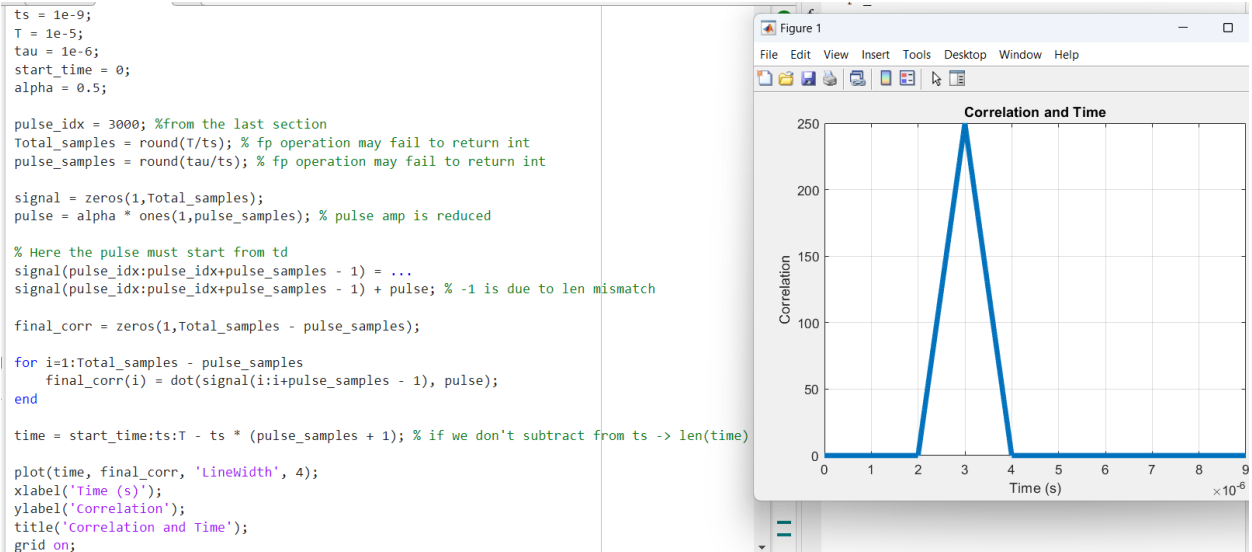 ts = 1e-9;
T = 1e-5;
tau = 1e-6;
start_time = 0;
alpha = 0.5;
pulse_idx = 3000; %from the last section
Total_samples = round(T/ts); % fp operation may fail to return int
pulse_samples = round(tau/ts); % fp operation may fail to return int
signal = zeros(1,Total_samples);
pulse = alpha * ones(1,pulse_samples); % pulse amp is reduced
% Here the pulse must start from td
signal(pulse_idx:pulse_idx+pulse_samples - 1) = ...
signal(pulse_idx:pulse_idx+pulse_samples - 1) + pulse; % -1 is due to len mismatch
final_corr = zeros(1,Total_samples - pulse_samples);
for i=1:Total_samples - pulse_samples
final_corr(i) = dot(signal(i:i+pulse_samples - 1), pulse);
end
time = start_time:ts:T - ts * (pulse_samples + 1); % if we don't subtract from ts -> len(time)
plot(time, final_corr, 'LineWidth', 4);
xlabel('Time (s)');
ylabel('Correlation');
title('Correlation and Time');
grid on;
Figure 1
File Edit View Insert Tools Desktop Window Help
Correlation and Time
250
200
150
100
50
0
Correlation
0 1 2 3 4 5 6 7 8 9
Time (s)
×10-6